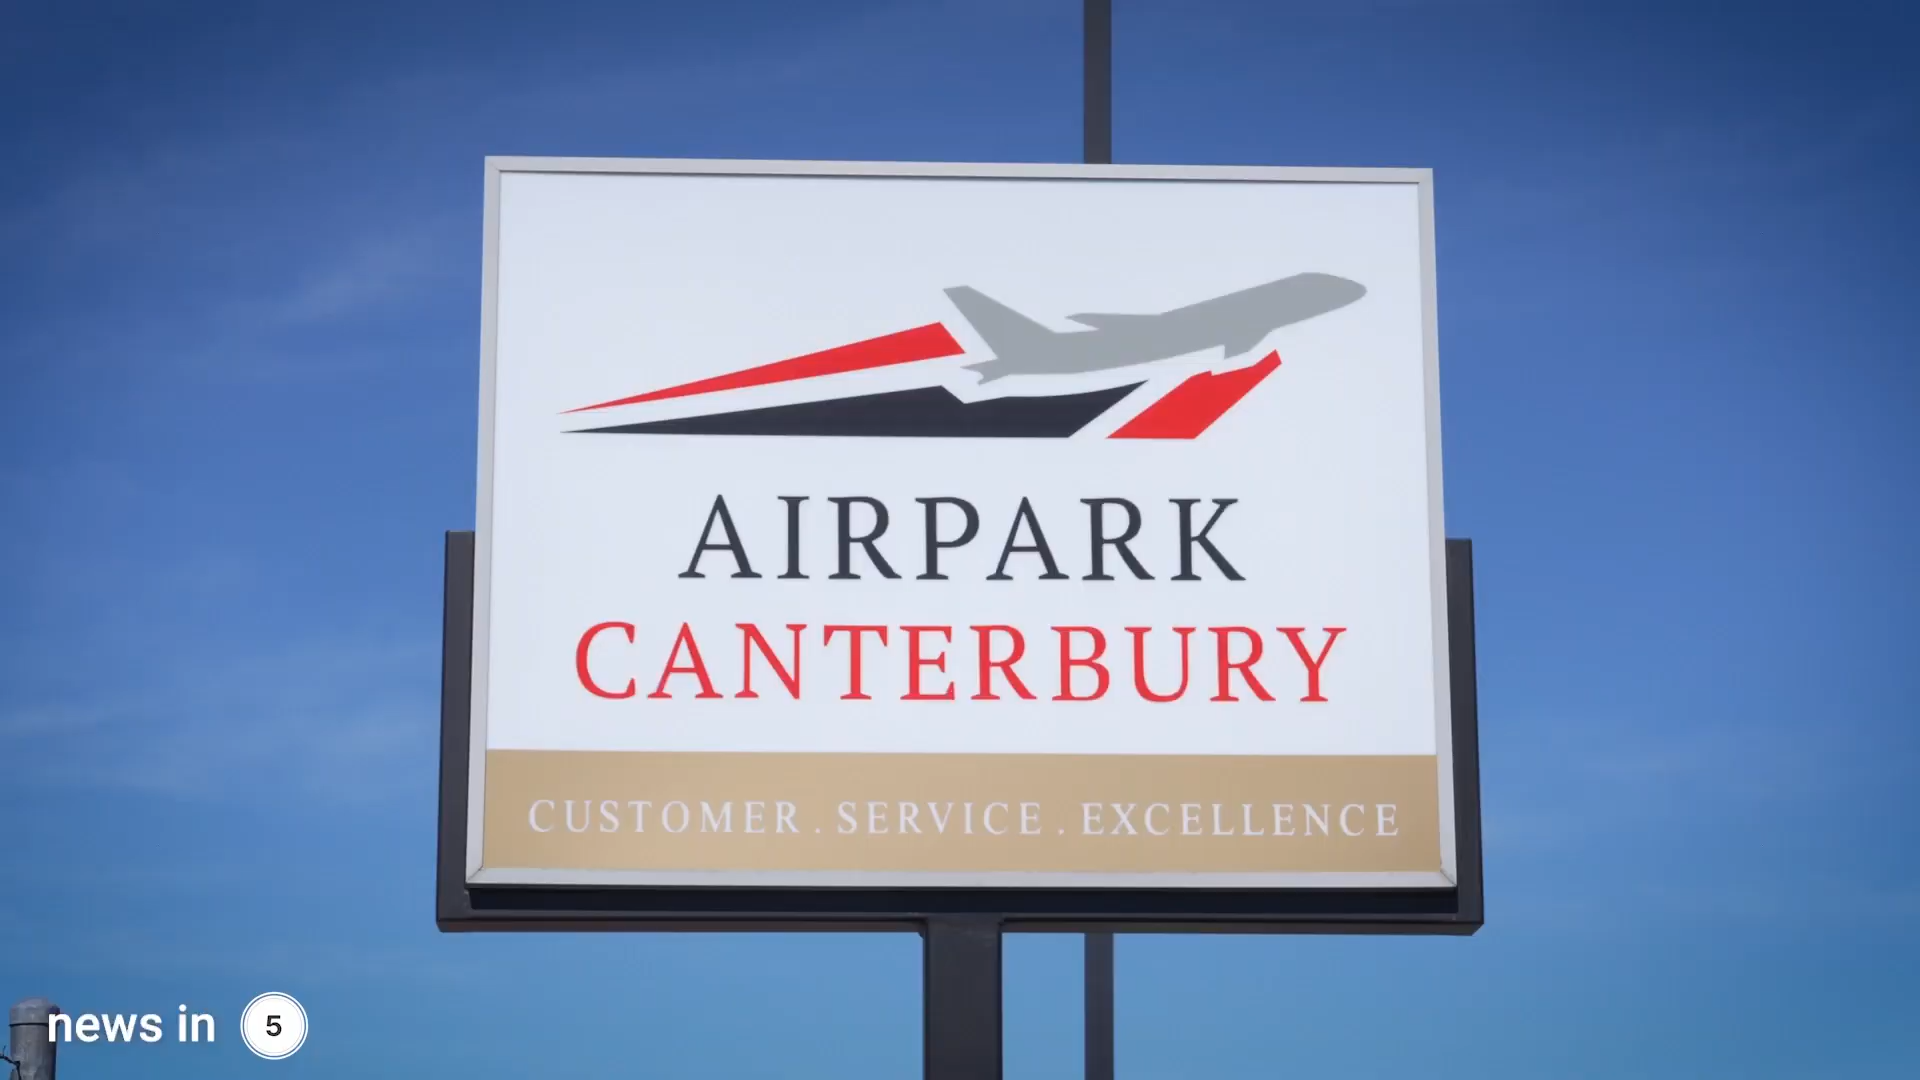 AIRPARK
CANTERBURY
CUSTOMER . SERVICE . EXCELLENCE
news in 5